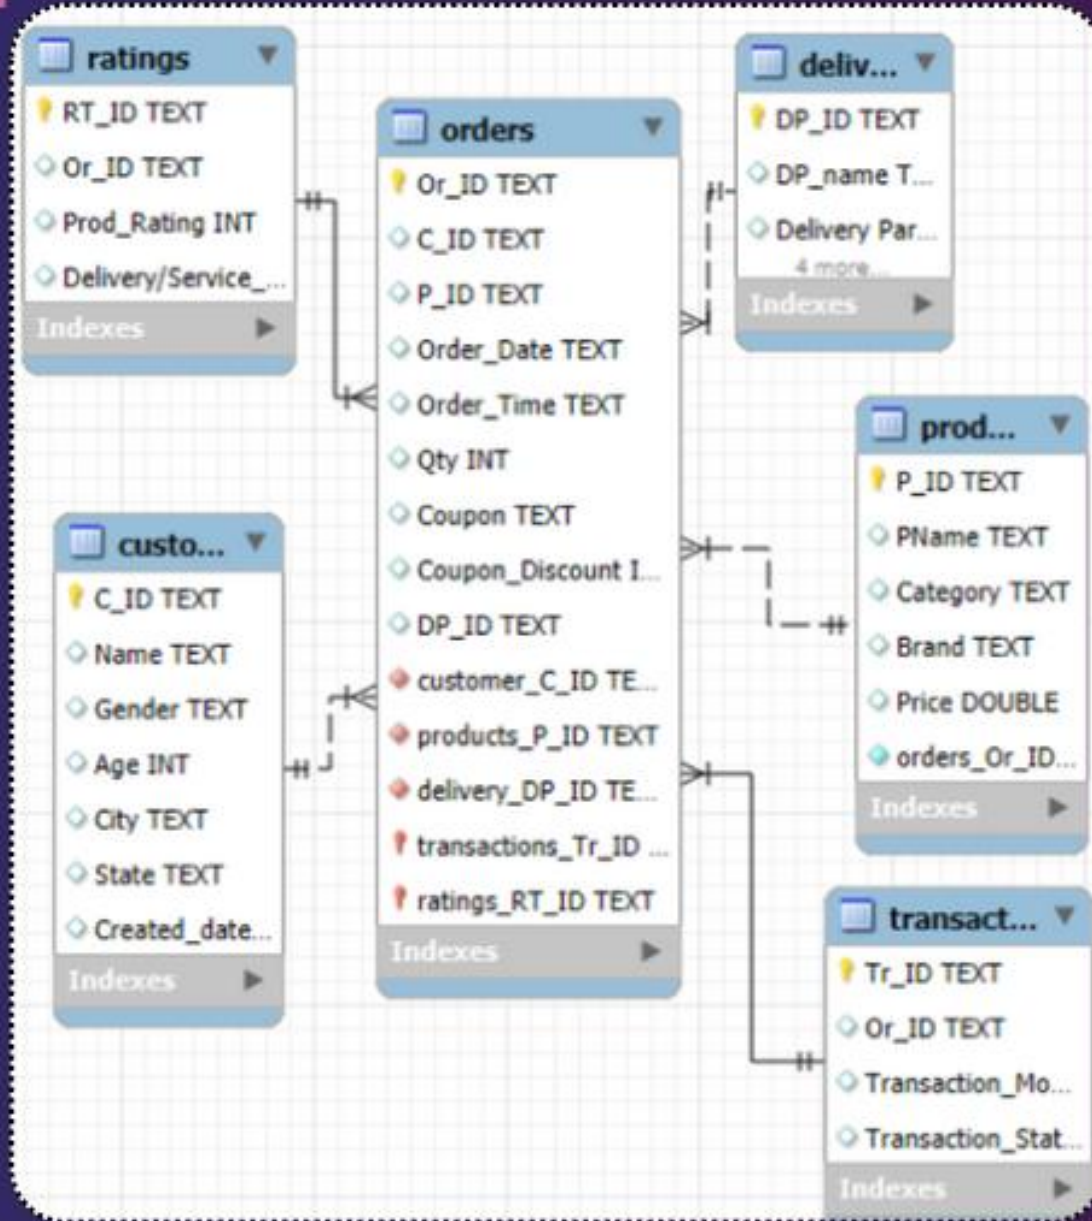 ratings
RT_ID TEXT
Or_ID TEXT
Prod_Rating INT
Delivery/Service_...
Indexes
orders
Or_ID TEXT
C_ID TEXT
P_ID TEXT
Order_Date TEXT
Order_Time TEXT
Qty INT
Coupon TEXT
Coupon_Discount I...
DP_ID TEXT
customer_C_ID TE...
products_P_ID TEXT
delivery_DP_ID TE...
transactions_Tr_ID ...
ratings_RT_ID TEXT
Indexes
deliv...
DP_ID TEXT
DP_name T...
Delivery Par...
4 more...
Indexes
custo...
C_ID TEXT
Name TEXT
Gender TEXT
Age INT
City TEXT
State TEXT
Created_date...
Indexes
prod...
P_ID TEXT
PName TEXT
Category TEXT
Brand TEXT
Price DOUBLE
orders_Or_ID...
Indexes
transact...
Tr_ID TEXT
Or_ID TEXT
Transaction_Mo...
Transaction_Stat...
Indexes